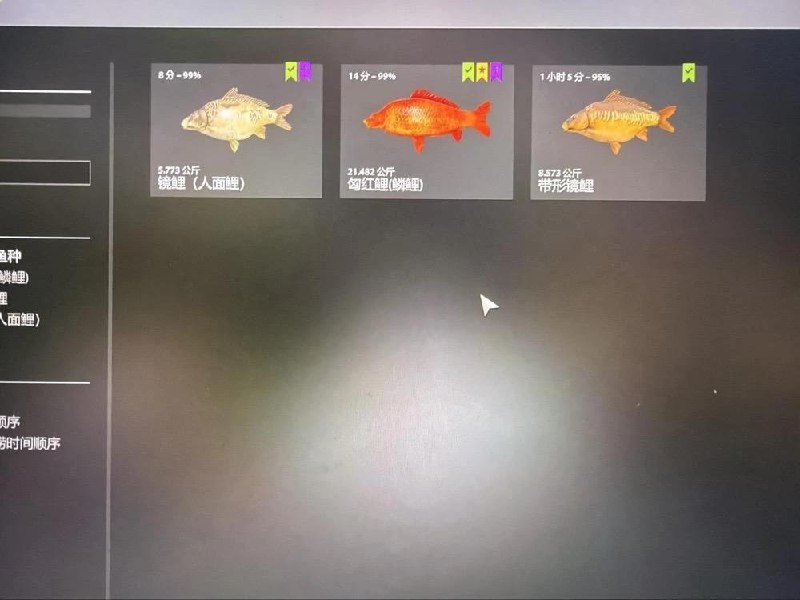 鱼种
鳞鲤)
鲤
人面鲤）
顺序
时间顺序
8 分 - 99%
5.773 公斤
镜鲤（人面鲤）
14 分 - 99%
21.482 公斤
匈红鲤(鳞鲤)
1 小时 5 分 - 95%
8.573 公斤
带形镜鲤